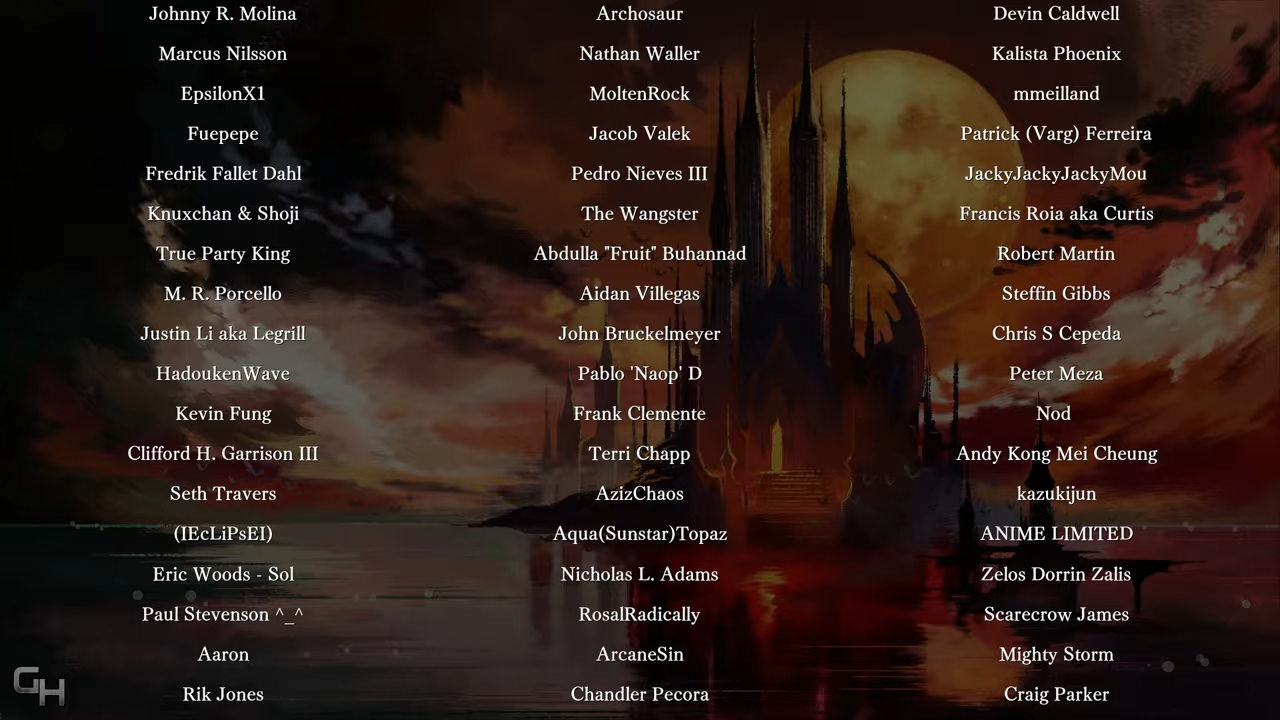 Johnny R. Molina
Archosaur
Devin Caldwell
Marcus Nilsson
Nathan Waller
Kalista Phoenix
EpsilonX1
MoltenRock
mmeilland
Fuepepe
Jacob Valek
Patrick (Varg) Ferreira
Fredrik Fallet Dahl
Pedro Nieves III
JackyJackyJackyMou
Knuxchan & Shoji
The Wangster
Francis Roia aka Curtis
True Party King
Abdulla "Fruit" Buhannad
Robert Martin
M. R. Porcello
Aidan Villegas
Steffin Gibbs
Justin Li aka Legrill
John Bruckelmeyer
Chris S Cepeda
HadoukenWave
Pablo 'Naop' D
Peter Meza
Kevin Fung
Frank Clemente
Nod
Clifford H. Garrison III
Terri Chapp
Andy Kong Mei Cheung
Seth Travers
AzizChaos
kazukijun
(IEcLiPsEI)
Aqua(Sunstar)Topaz
ANIME LIMITED
Eric Woods - Sol
Nicholas L. Adams
Zelos Dorrin Zalis
Paul Stevenson ^_^
RosalRadically
Scarecrow James
Aaron
ArcaneSin
Mighty Storm
Rik Jones
Chandler Pecora
Craig Parker
GH